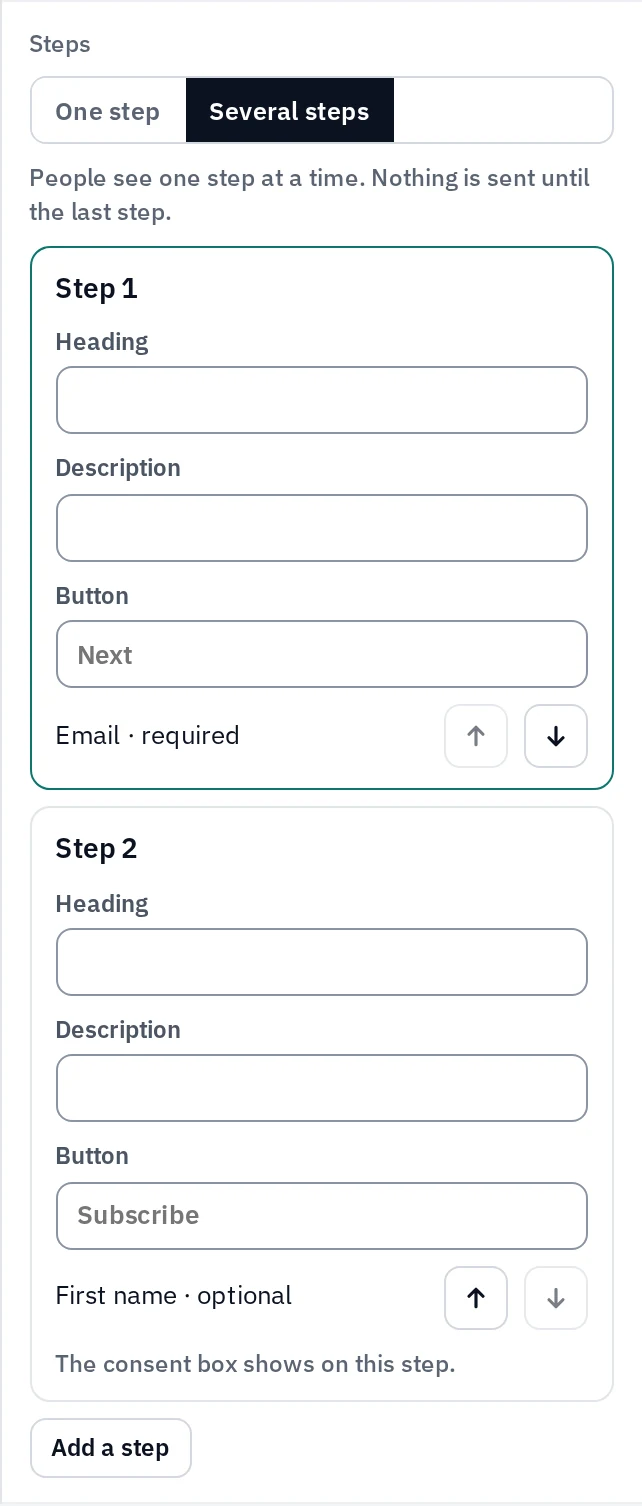 Steps
One step
Several steps
People see one step at a time. Nothing is sent until
the last step.
Step 1
Heading
Description
Button
Next
Email · required
Step 2
Heading
Description
Button
Subscribe
First name · optional
The consent box shows on this step.
Add a step